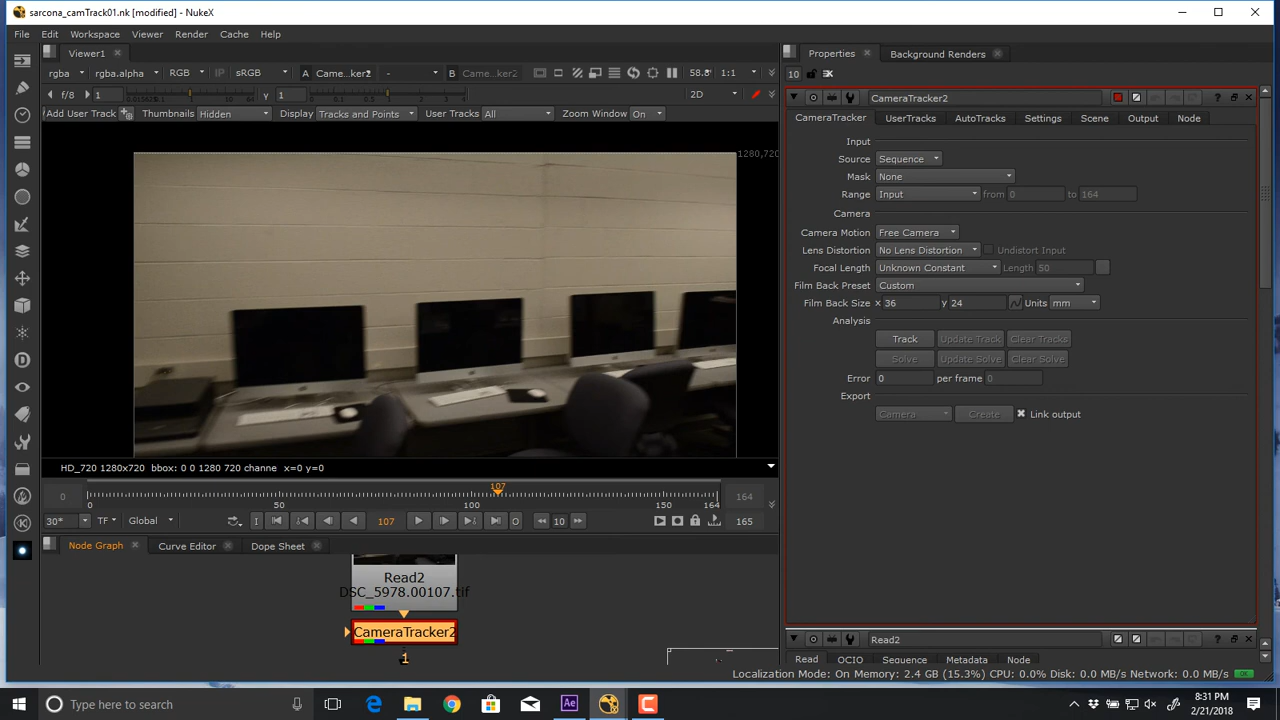 sarcona_camTrack01.nk [modified] - NukeX
File Edit Workspace Viewer Render Cache Help
Viewer1
rgba rgba.alpha RGB sRGB A Came...ker2 - B Came...ker2 58.8 1:1
f/8 1 Y 1 2D
Add User Track Thumbnails Hidden Display Tracks and Points User Tracks All Zoom Window On
1280,720
HD_720 1280x720 bbox: 0 0 1280 720 channe x=0 y=0
107
0 0 50 100 150 164 164
30* TF Global I 107 O 10 165
Node Graph Curve Editor Dope Sheet
Read2
DSC_5978.00107.tif
CameraTracker2
1
Properties Background Renders
10
CameraTracker2
CameraTracker UserTracks AutoTracks Settings Scene Output Node
Input
Source Sequence
Mask None
Range Input from 0 to 164
Camera
Camera Motion Free Camera
Lens Distortion No Lens Distortion Undistort Input
Focal Length Unknown Constant Length 50
Film Back Preset Custom
Film Back Size x 36 y 24 Units mm
Analysis
Track Update Track Clear Tracks
Solve Update Solve Clear Solve
Error 0 per frame 0
Export
Camera Create Link output
Read2
Read OCIO Sequence Metadata Node
Localization Mode: On Memory: 2.4 GB (15.3%) CPU: 0.0% Disk: 0.0 MB/s Network: 0.0 MB/s
Type here to search
8:31 PM
2/21/2018